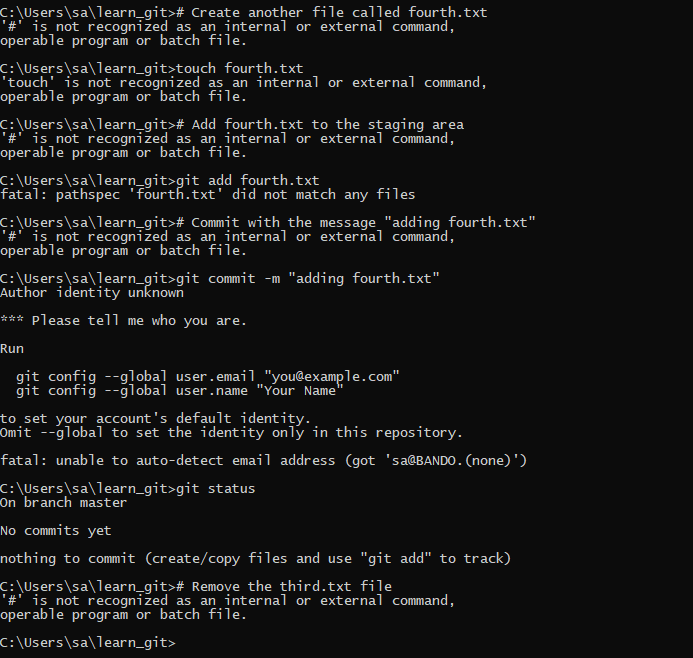 C:\Users\sa\learn_git># Create another file called fourth.txt
'#' is not recognized as an internal or external command,
operable program or batch file.
C:\Users\sa\learn_git>touch fourth.txt
'touch' is not recognized as an internal or external command,
operable program or batch file.
C:\Users\sa\learn_git># Add fourth.txt to the staging area
'#' is not recognized as an internal or external command,
operable program or batch file.
C:\Users\sa\learn_git>git add fourth.txt
fatal: pathspec 'fourth.txt' did not match any files
C:\Users\sa\learn_git># Commit with the message "adding fourth.txt"
'#' is not recognized as an internal or external command,
operable program or batch file.
C:\Users\sa\learn_git>git commit -m "adding fourth.txt"
Author identity unknown
*** Please tell me who you are.
Run
  git config --global user.email "you@example.com"
  git config --global user.name "Your Name"
to set your account's default identity.
Omit --global to set the identity only in this repository.
fatal: unable to auto-detect email address (got 'sa@BANDO.(none)')
C:\Users\sa\learn_git>git status
On branch master
No commits yet
nothing to commit (create/copy files and use "git add" to track)
C:\Users\sa\learn_git># Remove the third.txt file
'#' is not recognized as an internal or external command,
operable program or batch file.
C:\Users\sa\learn_git>